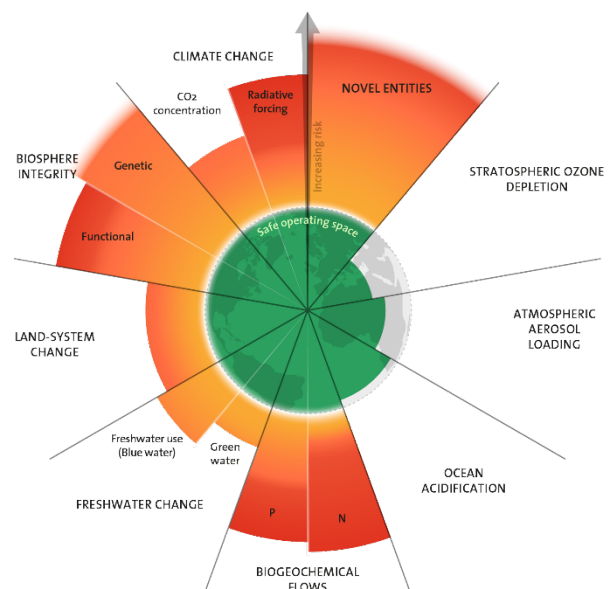 CLIMATE CHANGE
CO2
concentration
Radiative
forcing
NOVEL ENTITIES
Increasing risk
STRATOSPHERIC OZONE
DEPLETION
BIOSPHERE
INTEGRITY
Genetic
Functional
Safe operating space
ATMOSPHERIC
AEROSOL
LOADING
LAND-SYSTEM
CHANGE
Freshwater use
(Blue water)
Green
water
FRESHWATER CHANGE
OCEAN
ACIDIFICATION
P
N
BIOGEOCHEMICAL
FLOWS